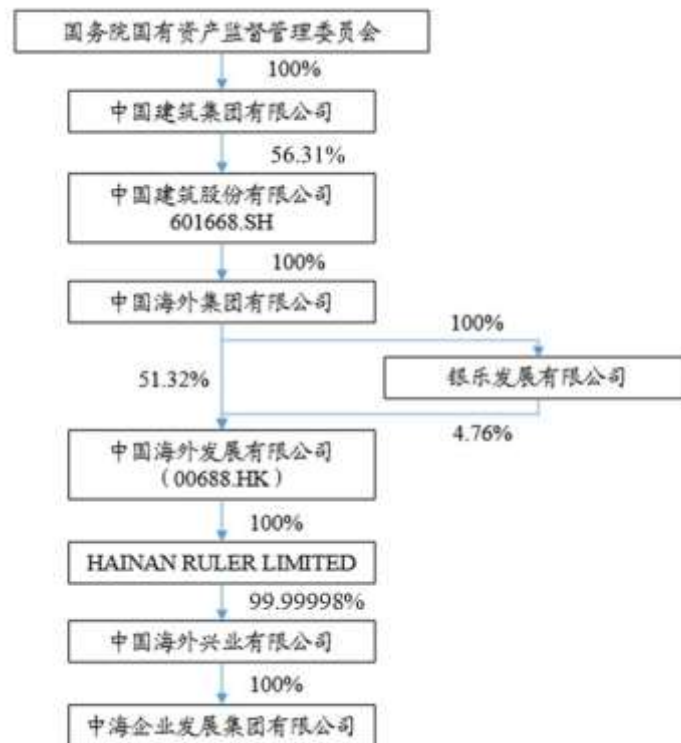 国务院国有资产监督管理委员会
100%
中国建筑集团有限公司
56.31%
中国建筑股份有限公司
601668.SH
100%
中国海外集团有限公司
100%
银乐发展有限公司
51.32%
4.76%
中国海外发展有限公司
（00688.HK）
100%
HAINAN RULER LIMITED
99.99998%
中国海外兴业有限公司
100%
中海企业发展集团有限公司